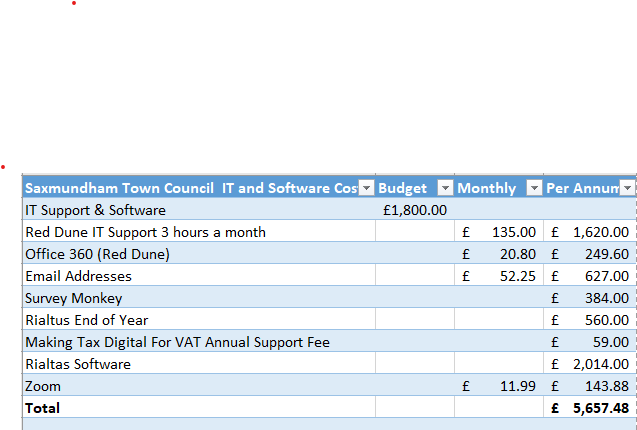 Saxmundham Town Council IT and Software Cos Budget Monthly Per Annum
IT Support & Software £1,800.00
Red Dune IT Support 3 hours a month £ 135.00 £ 1,620.00
Office 360 (Red Dune) £ 20.80 £ 249.60
Email Addresses £ 52.25 £ 627.00
Survey Monkey £ 384.00
Rialtus End of Year £ 560.00
Making Tax Digital For VAT Annual Support Fee £ 59.00
Rialtas Software £ 2,014.00
Zoom £ 11.99 £ 143.88
Total £ 5,657.48